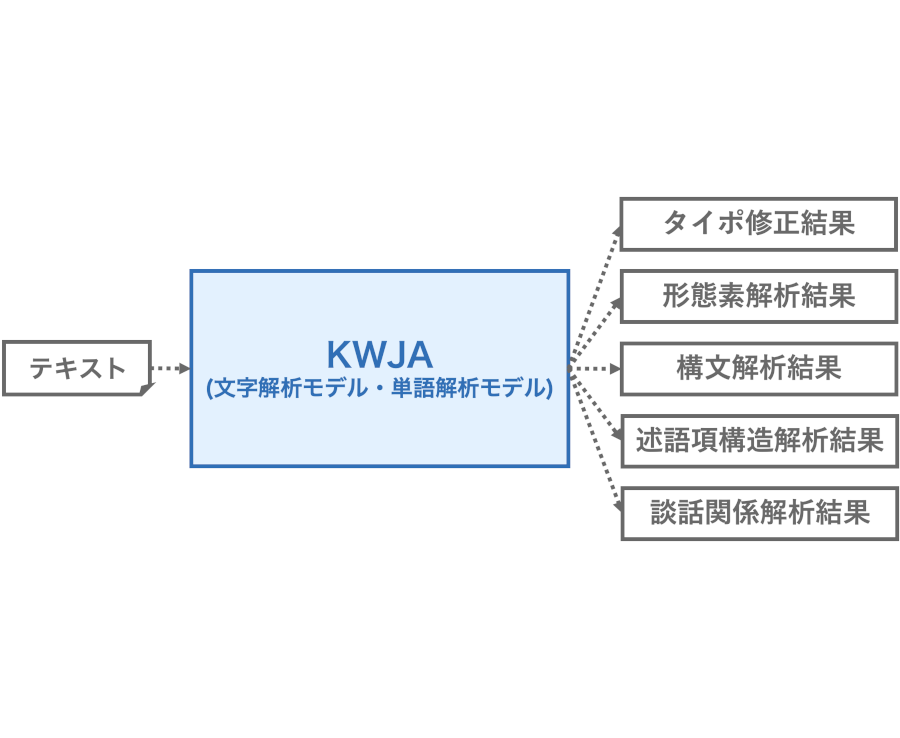 テキスト
KWJA
(文字解析モデル・単語解析モデル)
タイポ修正結果
形態素解析結果
構文解析結果
述語項構造解析結果
談話関係解析結果